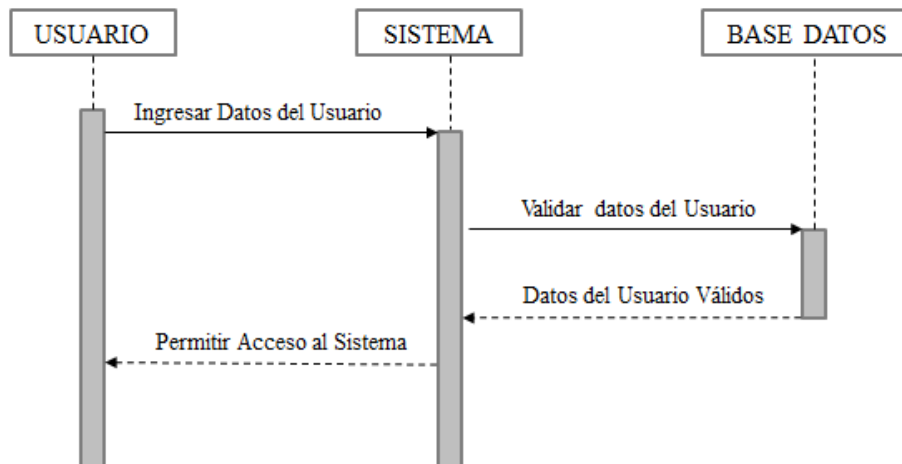 USUARIO
SISTEMA
BASE DATOS
Ingresar Datos del Usuario
Validar datos del Usuario
Datos del Usuario Válidos
Permitir Acceso al Sistema